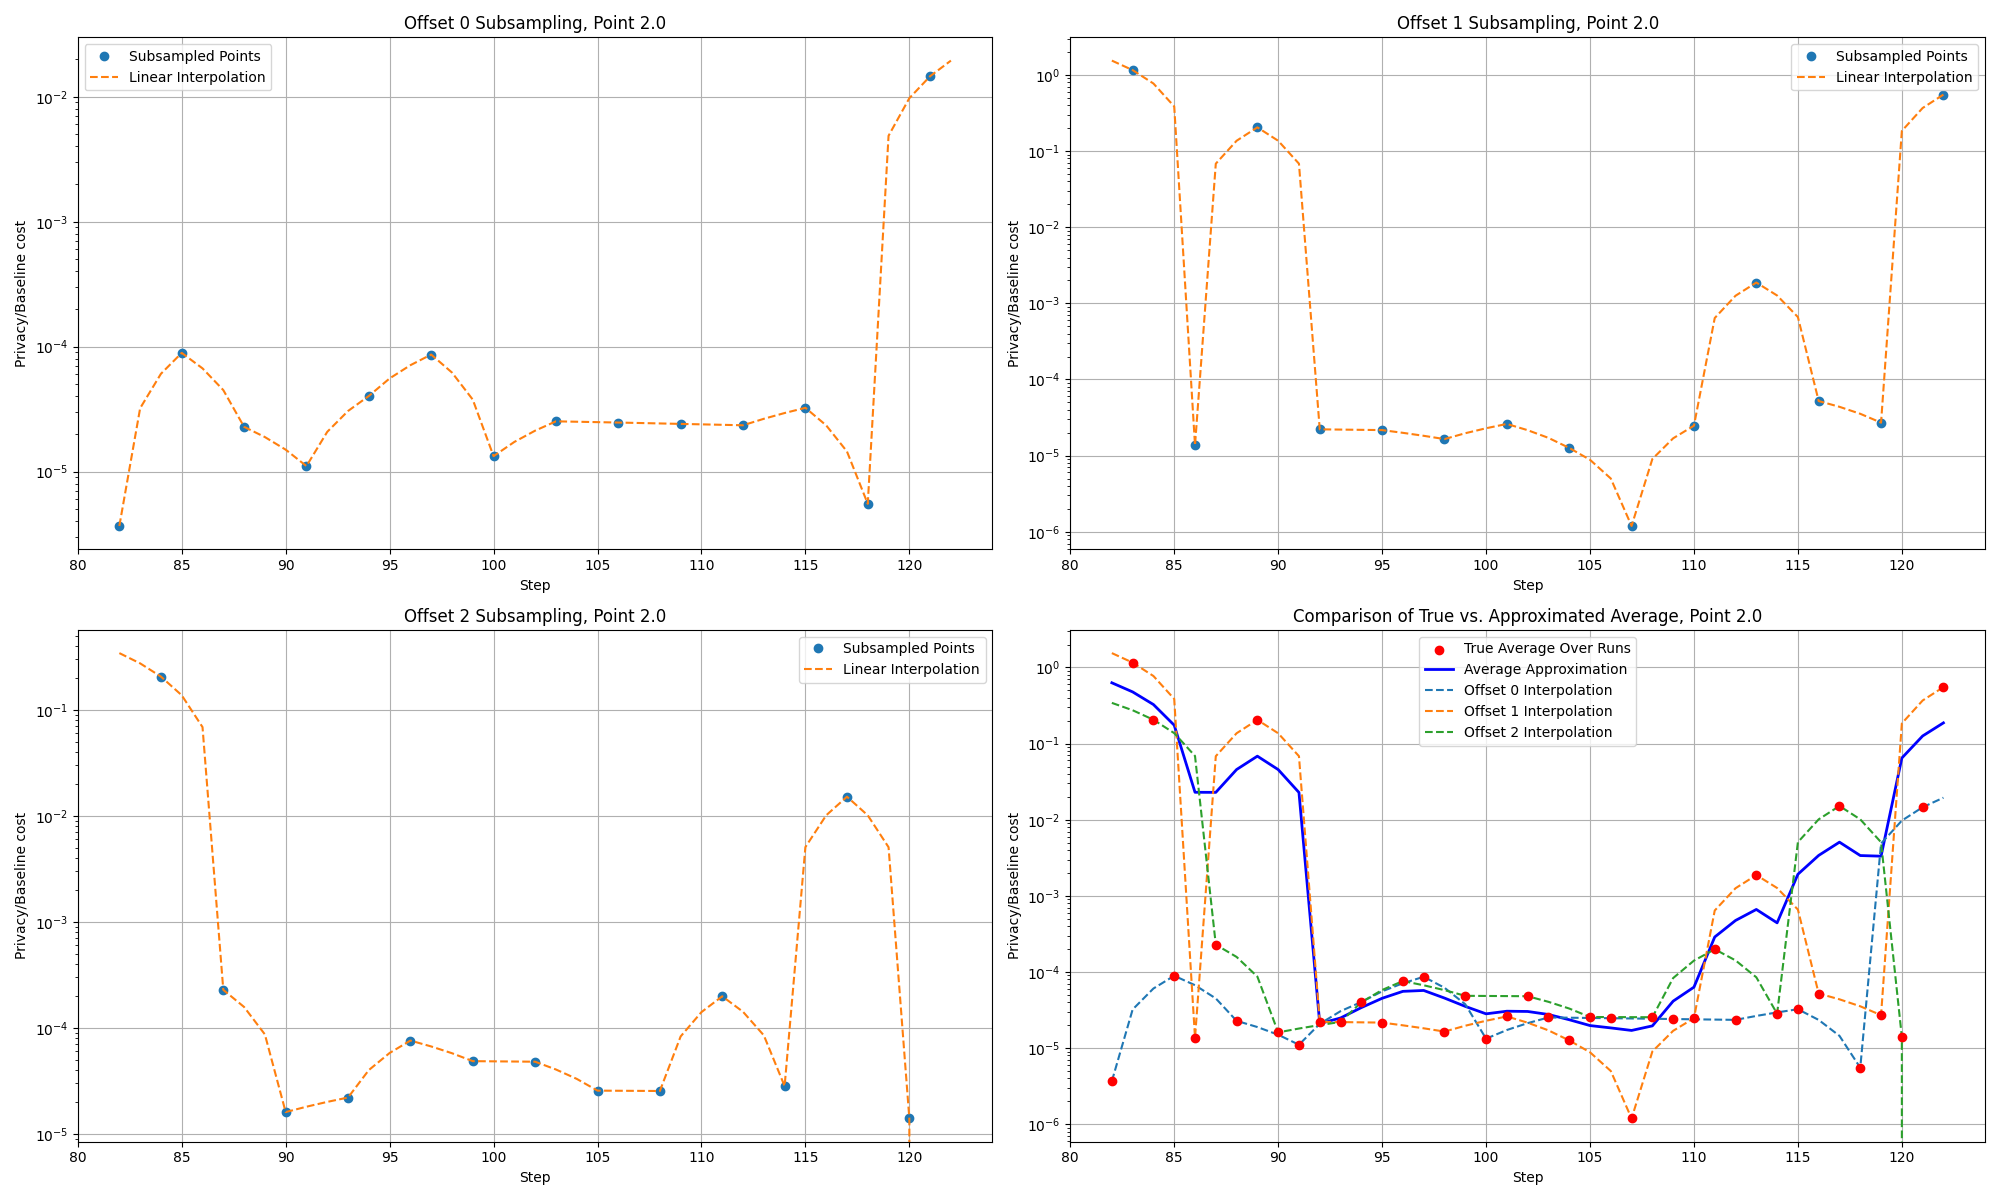 Offset 0 Subsampling, Point 2.0
Subsampled Points
Linear Interpolation
Privacy/Baseline cost
10⁻²
10⁻³
10⁻⁴
10⁻⁵
80 85 90 95 100 105 110 115 120
Step
Offset 1 Subsampling, Point 2.0
Subsampled Points
Linear Interpolation
Privacy/Baseline cost
10⁰
10⁻¹
10⁻²
10⁻³
10⁻⁴
10⁻⁵
10⁻⁶
80 85 90 95 100 105 110 115 120
Step
Offset 2 Subsampling, Point 2.0
Subsampled Points
Linear Interpolation
Privacy/Baseline cost
10⁻¹
10⁻²
10⁻³
10⁻⁴
10⁻⁵
80 85 90 95 100 105 110 115 120
Step
Comparison of True vs. Approximated Average, Point 2.0
True Average Over Runs
Average Approximation
Offset 0 Interpolation
Offset 1 Interpolation
Offset 2 Interpolation
Privacy/Baseline cost
10⁰
10⁻¹
10⁻²
10⁻³
10⁻⁴
10⁻⁵
10⁻⁶
80 85 90 95 100 105 110 115 120
Step